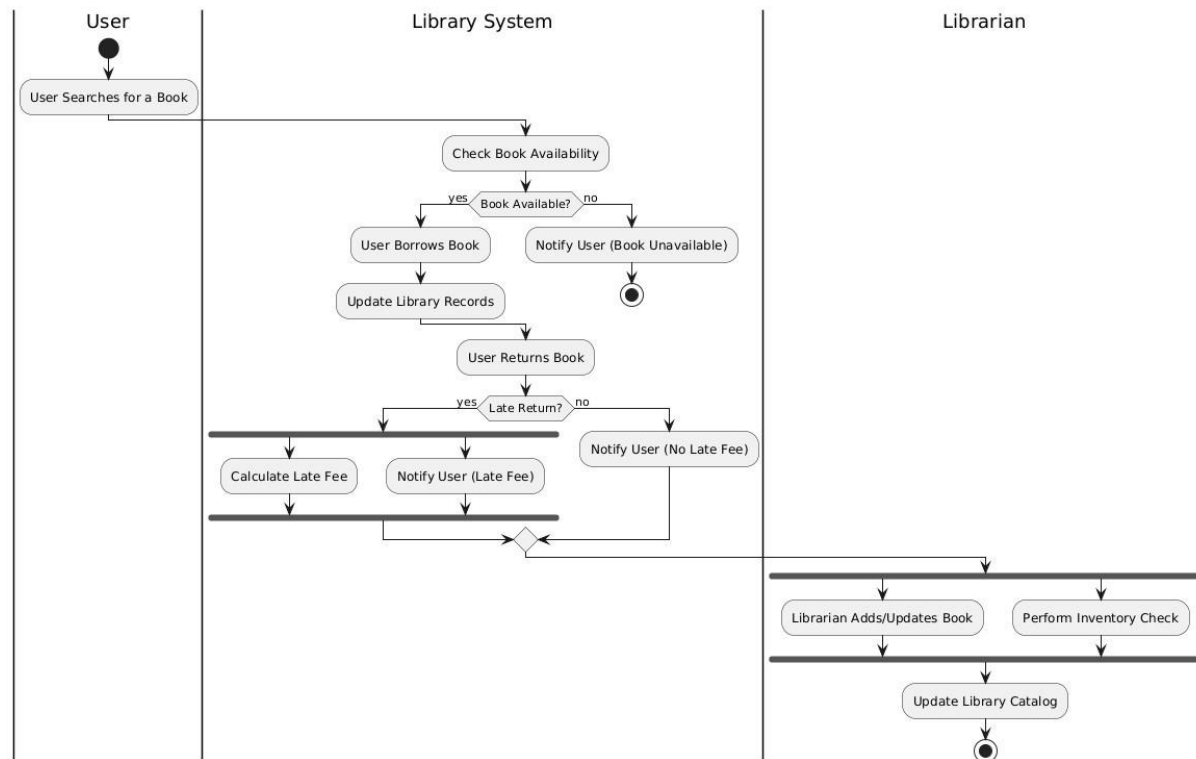 User
Library System
Librarian
User Searches for a Book
Check Book Availability
yes
Book Available?
no
User Borrows Book
Notify User (Book Unavailable)
Update Library Records
User Returns Book
yes
Late Return?
no
Notify User (No Late Fee)
Calculate Late Fee
Notify User (Late Fee)
Librarian Adds/Updates Book
Perform Inventory Check
Update Library Catalog